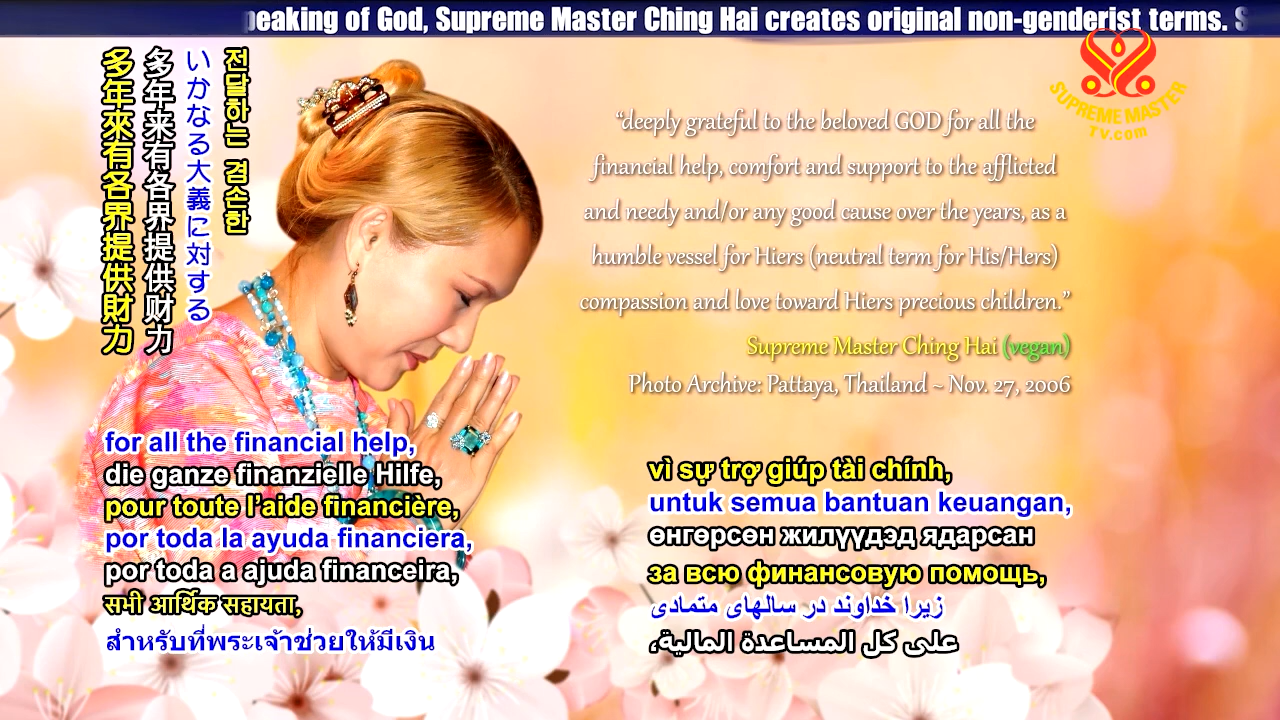 peaking of God, Supreme Master Ching Hai creates original non-genderist terms. S
SUPREME MASTER
TV.com
전달하는 겸손한
いかなる大義に対する
多年来有各界提供财力
多年來有各界提供財力
“deeply grateful to the beloved GOD for all the
financial help, comfort and support to the afflicted
and needy and/or any good cause over the years, as a
humble vessel for Hiers (neutral term for His/Hers)
compassion and love toward Hiers precious children.”
Supreme Master Ching Hai (vegan)
Photo Archive: Pattaya, Thailand ~ Nov. 27, 2006
for all the financial help,
die ganze finanzielle Hilfe,
pour toute l’aide financière,
por toda la ayuda financiera,
por toda a ajuda financeira,
सभी आर्थिक सहायता,
สำหรับที่พระเจ้าช่วยให้มีเงิน
vì sự trợ giúp tài chính,
untuk semua bantuan keuangan,
өнгөрсөн жилүүдэд ядарсан
за всю финансовую помощь,
زیرا خداوند در سالهای متمادی
على كل المساعدة المالية،